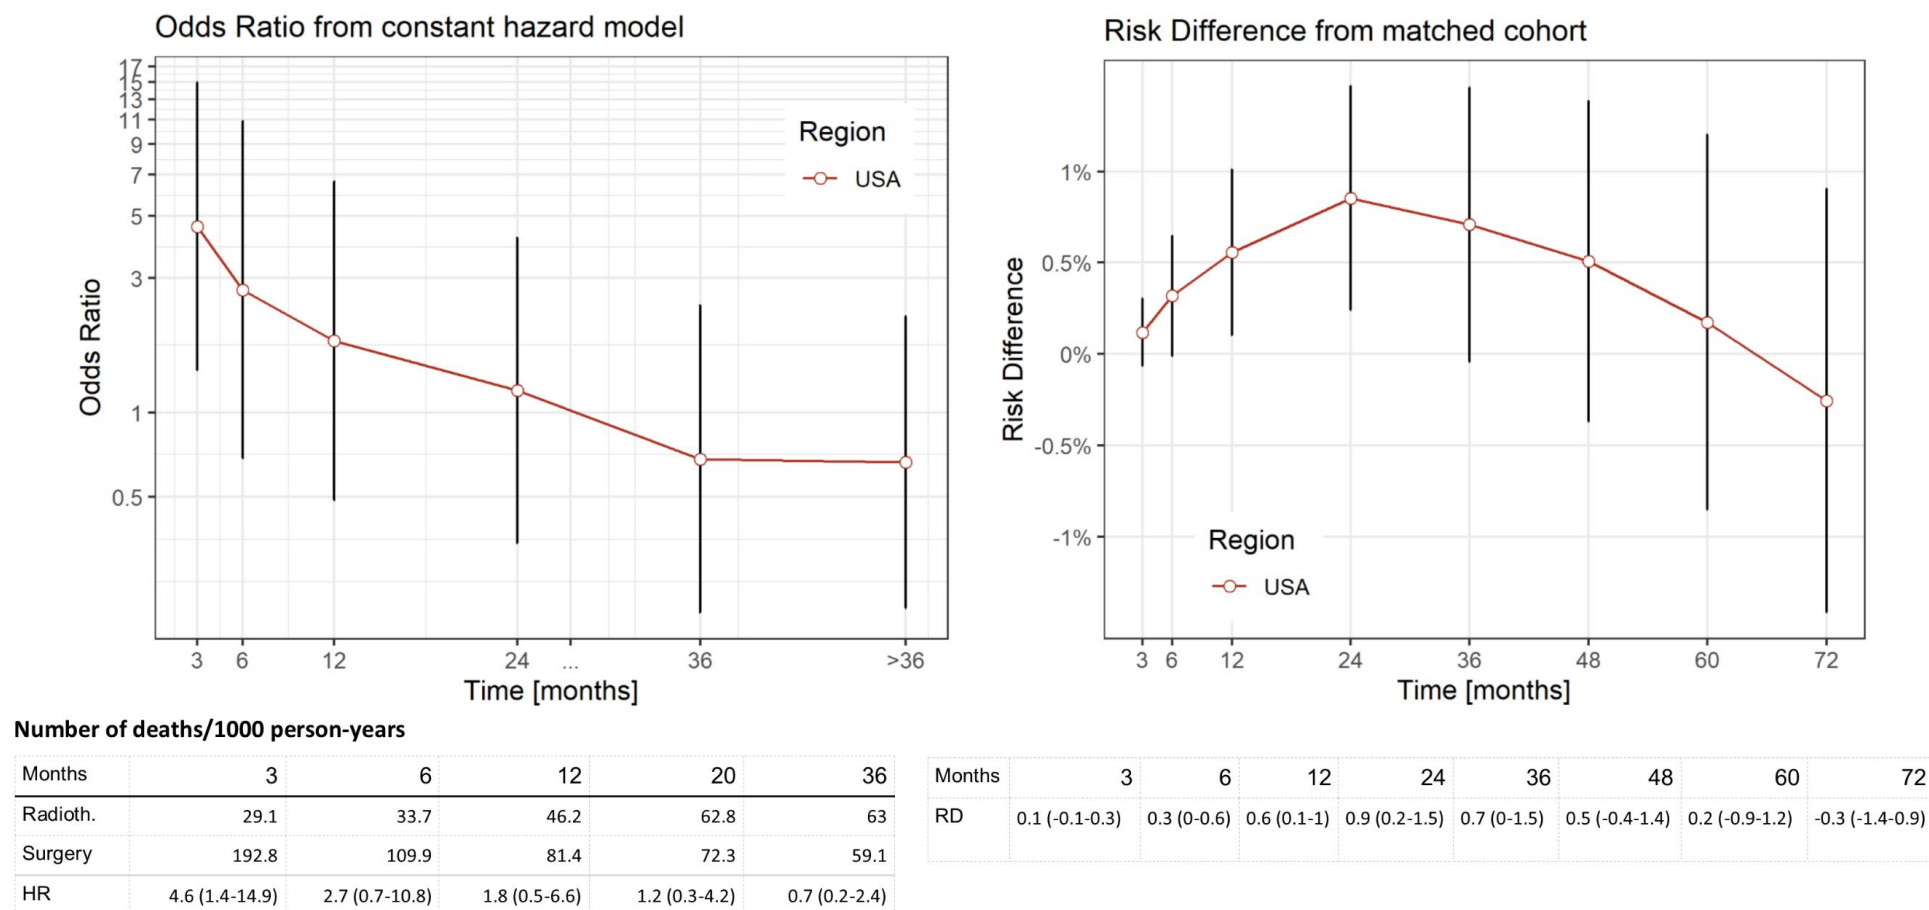 Odds Ratio from constant hazard model
17
15
13
11
9
7
5
3
1
0.5
Odds Ratio
Region
USA
3 6 12 24 ... 36 >36
Time [months]
Risk Difference from matched cohort
1%
0.5%
0%
-0.5%
-1%
Risk Difference
Region
USA
3 6 12 24 36 48 60 72
Time [months]
Number of deaths/1000 person-years
Months 3 6 12 20 36
Radioth. 29.1 33.7 46.2 62.8 63
Surgery 192.8 109.9 81.4 72.3 59.1
HR 4.6 (1.4-14.9) 2.7 (0.7-10.8) 1.8 (0.5-6.6) 1.2 (0.3-4.2) 0.7 (0.2-2.4)
Months 3 6 12 24 36 48 60 72
RD 0.1 (-0.1-0.3) 0.3 (0-0.6) 0.6 (0.1-1) 0.9 (0.2-1.5) 0.7 (0-1.5) 0.5 (-0.4-1.4) 0.2 (-0.9-1.2) -0.3 (-1.4-0.9)